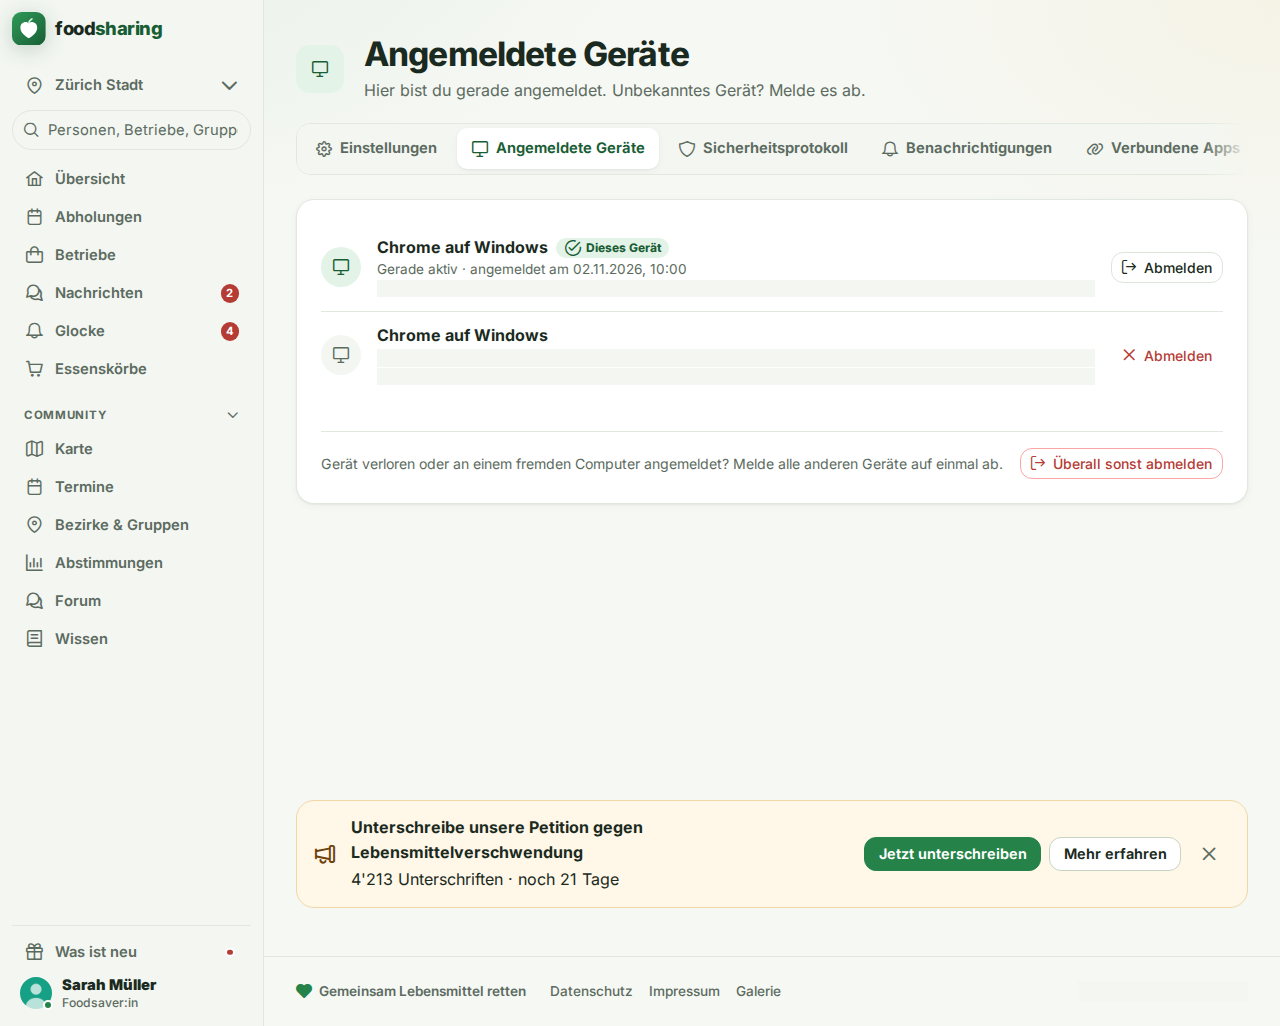 foodsharing
Zürich Stadt
Personen, Betriebe, Grupp
Übersicht
Abholungen
Betriebe
Nachrichten 2
Glocke 4
Essenskörbe
COMMUNITY
Karte
Termine
Bezirke & Gruppen
Abstimmungen
Forum
Wissen
Was ist neu
Sarah Müller
Foodsaver:in
Angemeldete Geräte
Hier bist du gerade angemeldet. Unbekanntes Gerät? Melde es ab.
Einstellungen Angemeldete Geräte Sicherheitsprotokoll Benachrichtigungen Verbundene Apps
Chrome auf Windows Dieses Gerät
Gerade aktiv · angemeldet am 02.11.2026, 10:00
Abmelden
Chrome auf Windows
Abmelden
Gerät verloren oder an einem fremden Computer angemeldet? Melde alle anderen Geräte auf einmal ab. Überall sonst abmelden
Unterschreibe unsere Petition gegen
Lebensmittelverschwendung
4'213 Unterschriften · noch 21 Tage
Jetzt unterschreiben Mehr erfahren
Gemeinsam Lebensmittel retten Datenschutz Impressum Galerie